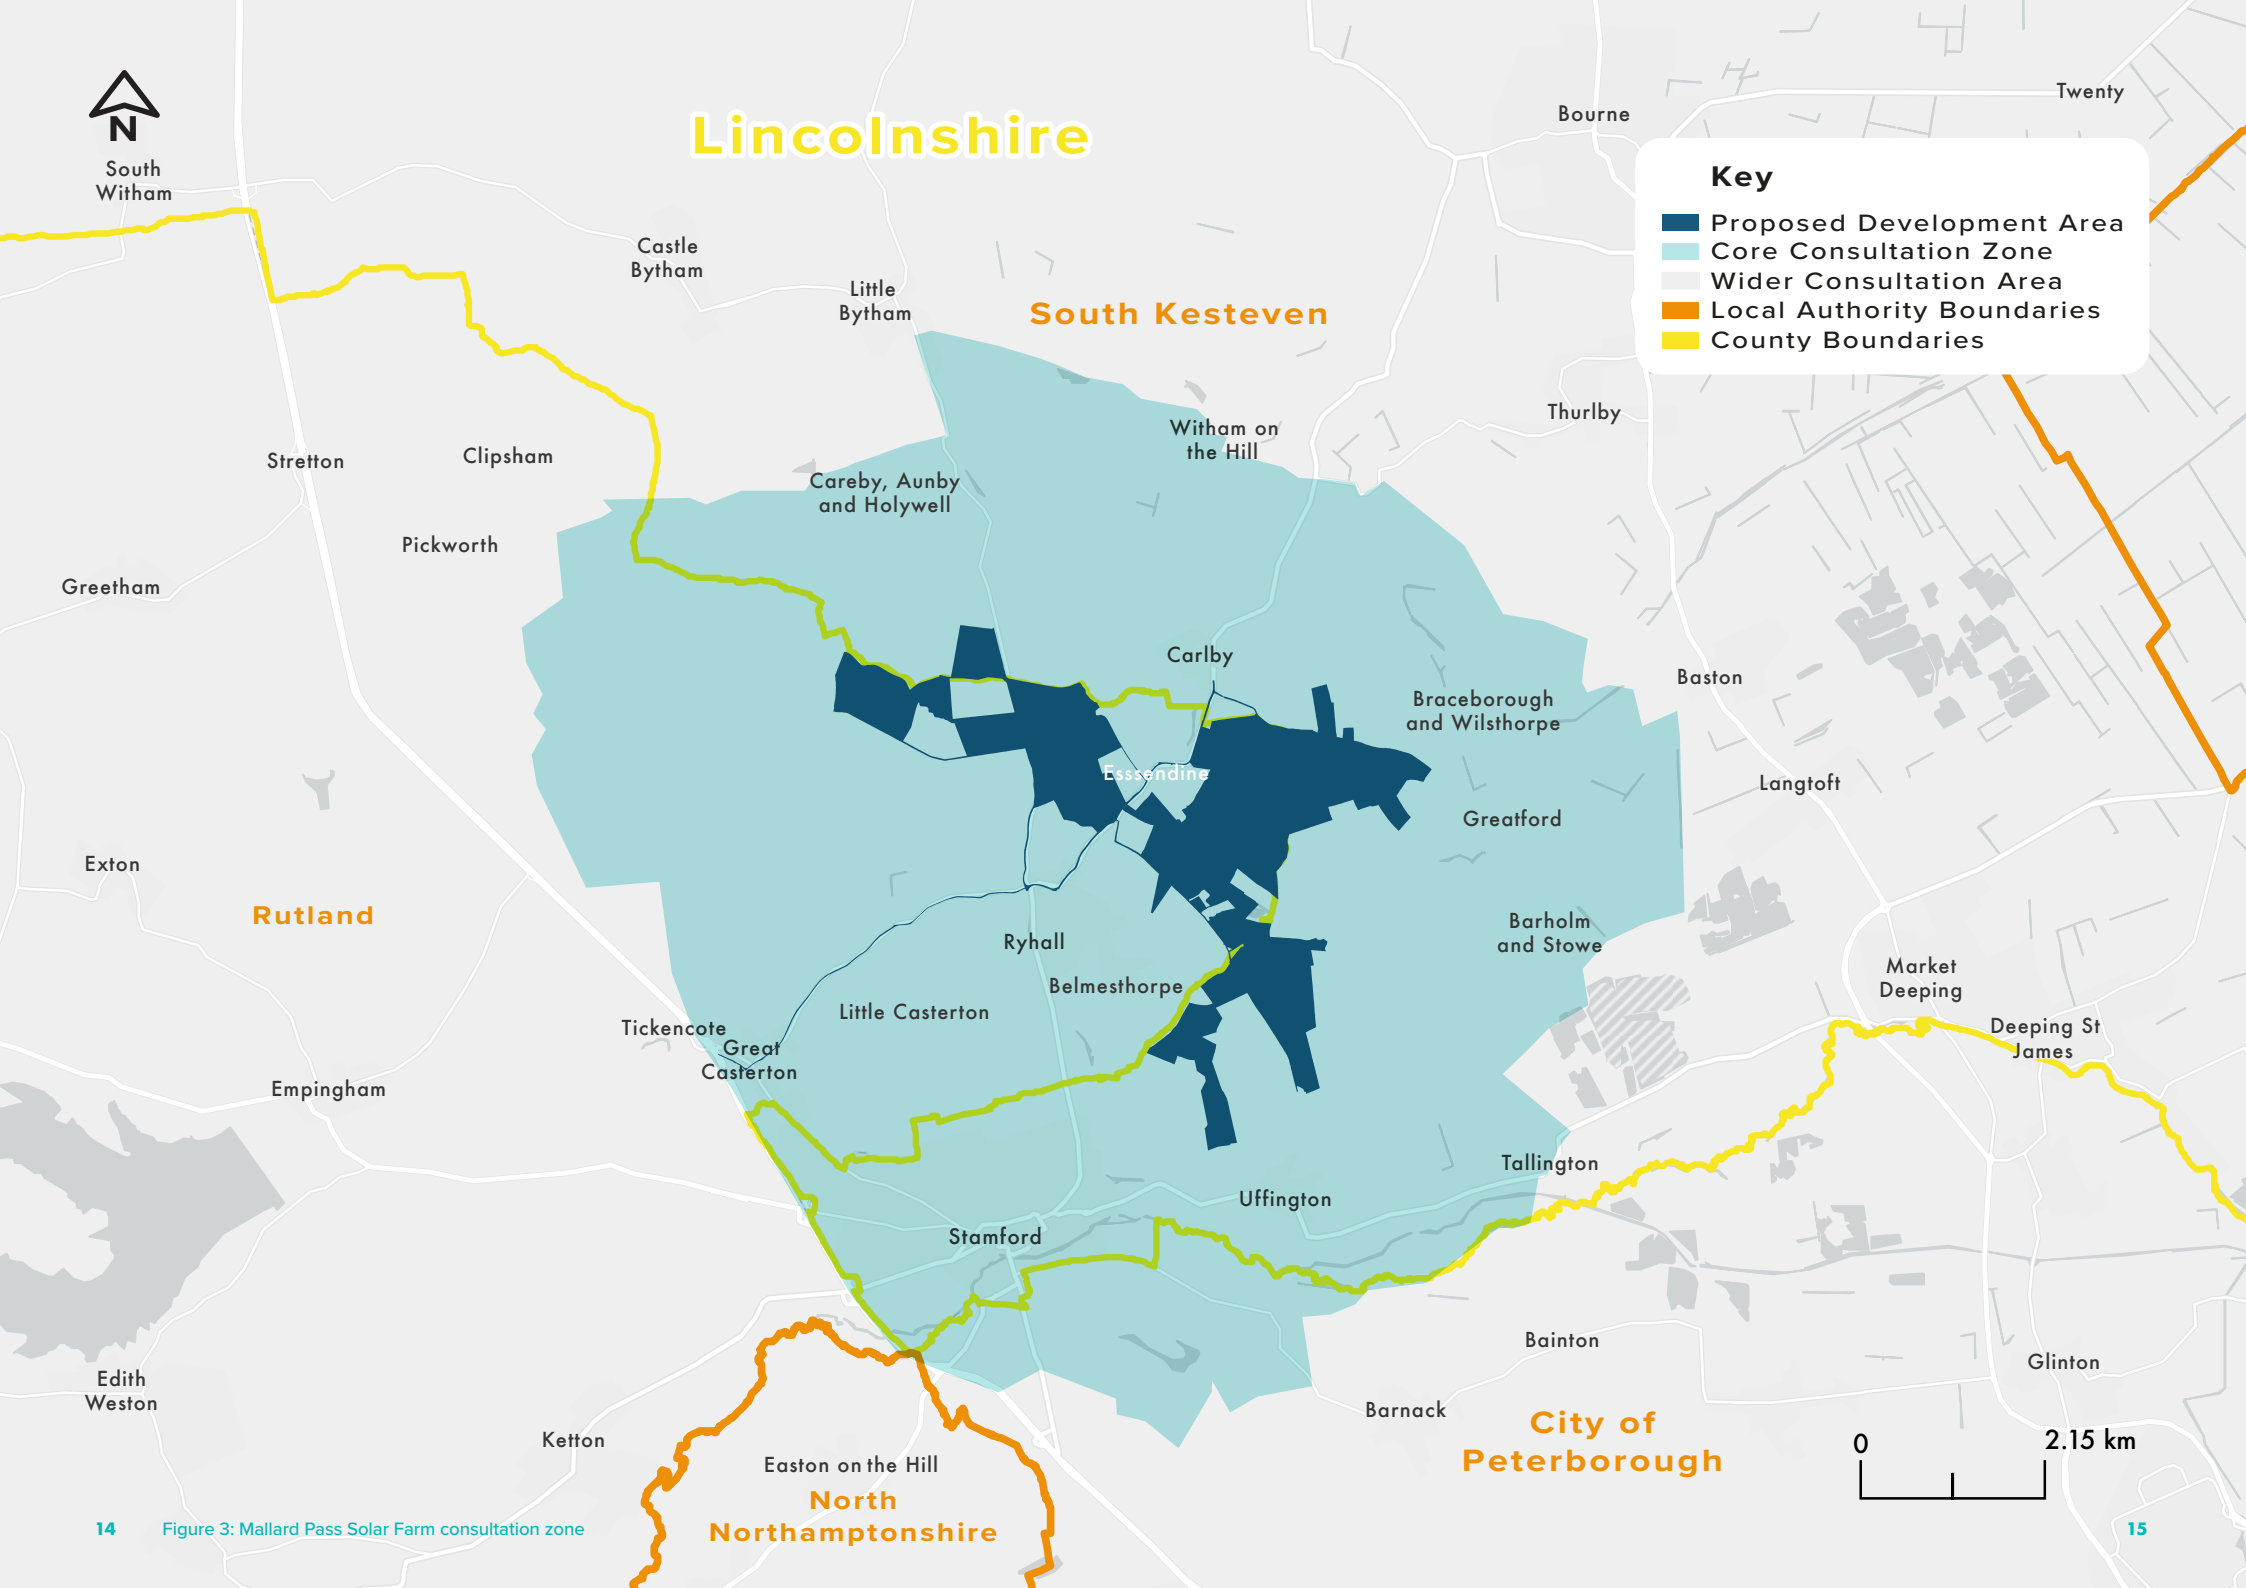 Lincolnshire
N
South
Witham
Bourne
Twenty
Key
Proposed Development Area
Core Consultation Zone
Wider Consultation Area
Local Authority Boundaries
County Boundaries
Castle
Bytham
Little
Bytham
South Kesteven
Thurlby
Witham on
the Hill
Stretton
Clipsham
Careby, Aunby
and Holywell
Pickworth
Greetham
Carlby
Baston
Braceborough
and Wilsthorpe
Esssendine
Langtoft
Greatford
Exton
Rutland
Barholm
and Stowe
Ryhall
Market
Deeping
Belmesthorpe
Little Casterton
Tickencote
Deeping St
James
Great
Casterton
Empingham
Tallington
Uffington
Stamford
Bainton
Glinton
Edith
Weston
Barnack
City of
Peterborough
0
2.15 km
Ketton
Easton on the Hill
North
Northamptonshire
14
Figure 3: Mallard Pass Solar Farm consultation zone
15